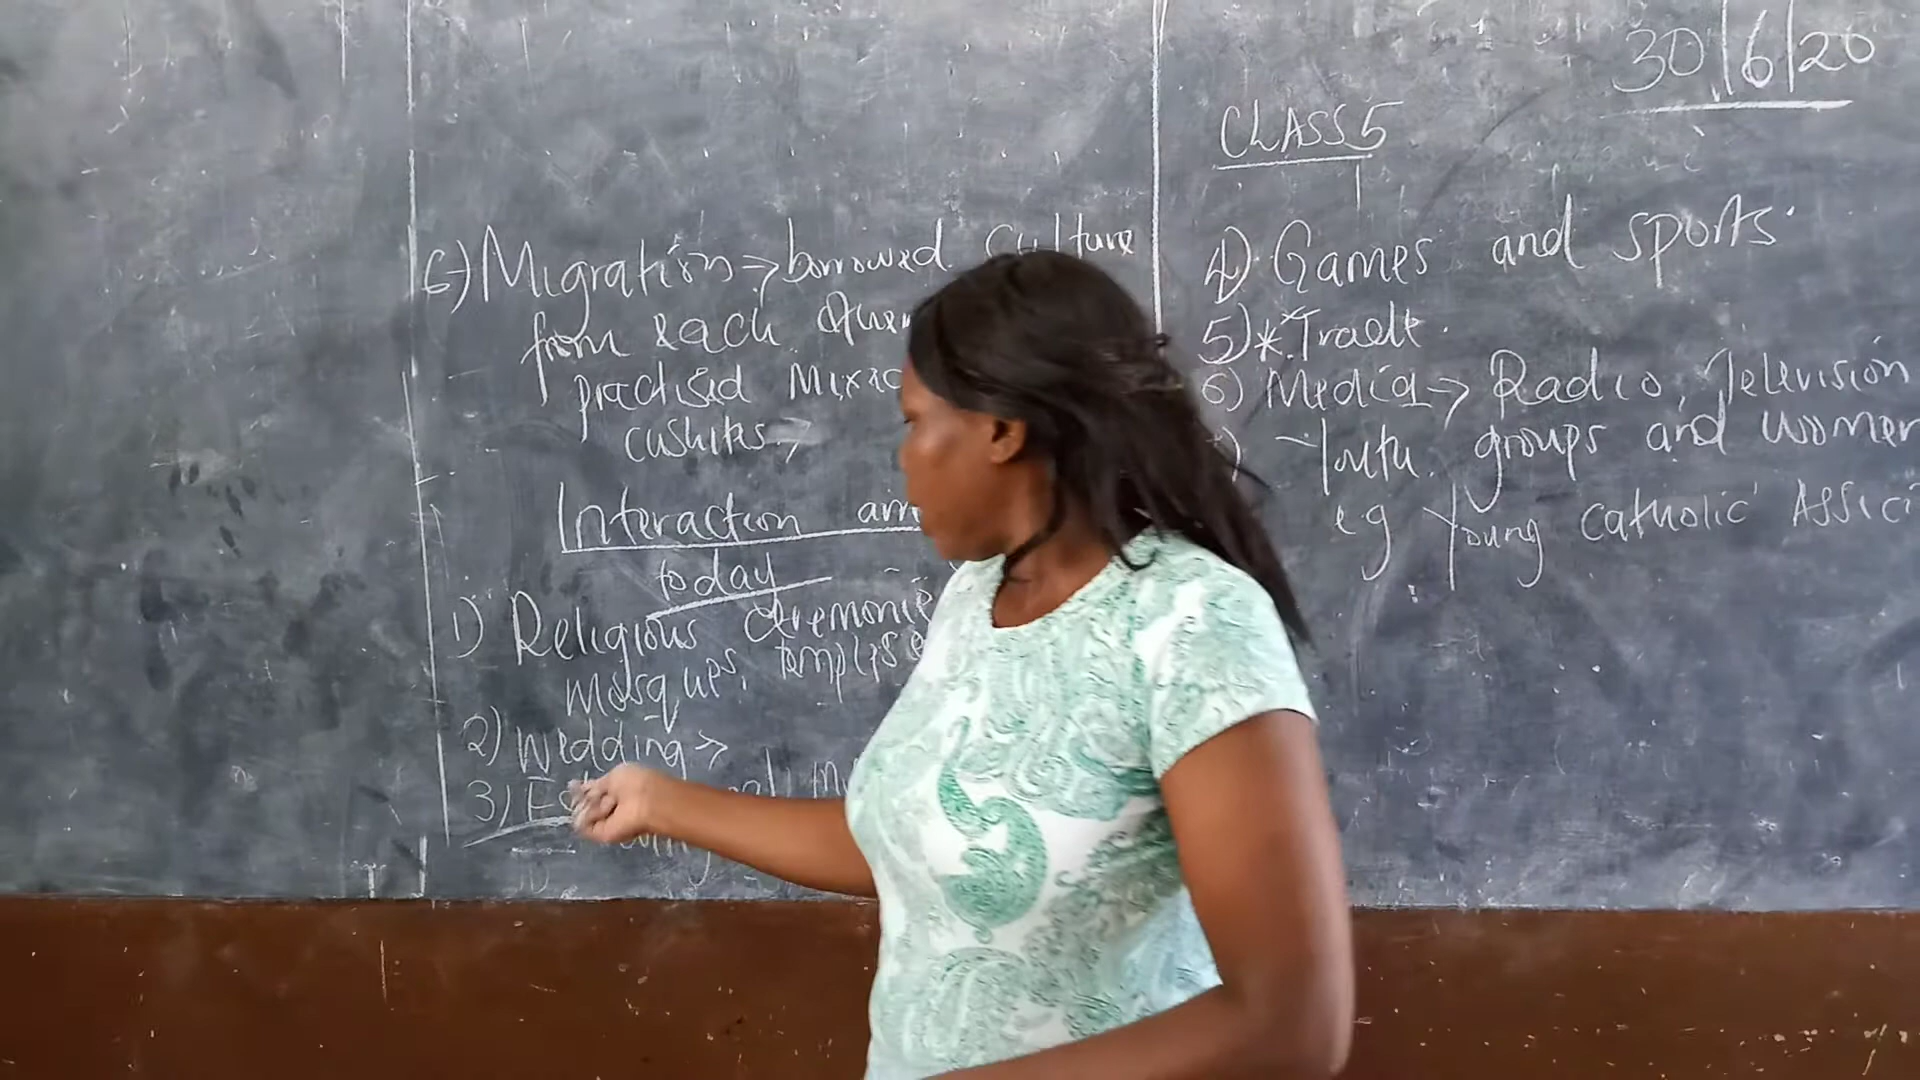 30/6/20
CLASS 5
6) Migration → borrowed culture
from each other
practised mixed
cushites →
Interaction am
today
1) Religious ceremonies
mosques, temples
2) Wedding →
3)
4) Games and sports.
5) * Trade.
6) Media → Radio, Television
Youth groups and women
eg Young Catholic Associ